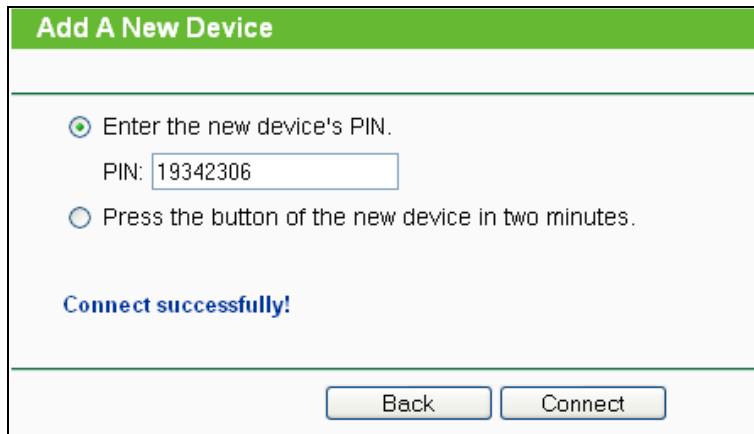 Add A New Device
Enter the new device's PIN.
PIN: 19342306
Press the button of the new device in two minutes.
Connect successfully!
Back Connect